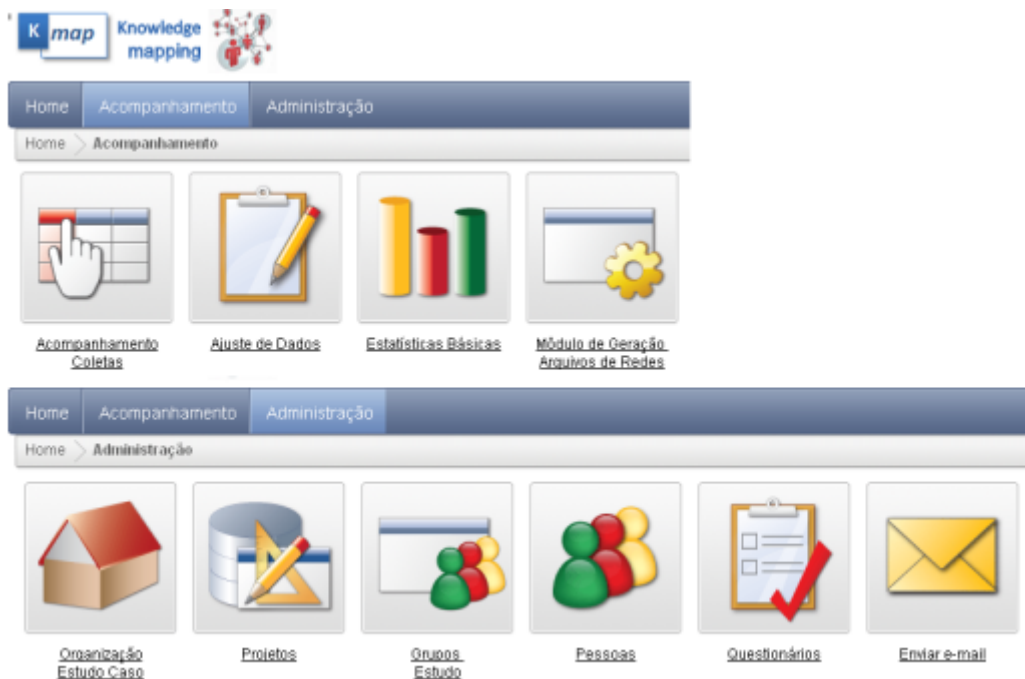 K map Knowledge
mapping
Home Acompanhamento Administração
Home Acompanhamento
Acompanhamento
Coletas
Ajuste de Dados
Estatísticas Básicas
Módulo de Geração
Arquivos de Redes
Home Acompanhamento Administração
Home Administração
Organização
Estudo Caso
Projetos
Grupos
Estudo
Pessoas
Questionários
Enviar e-mail